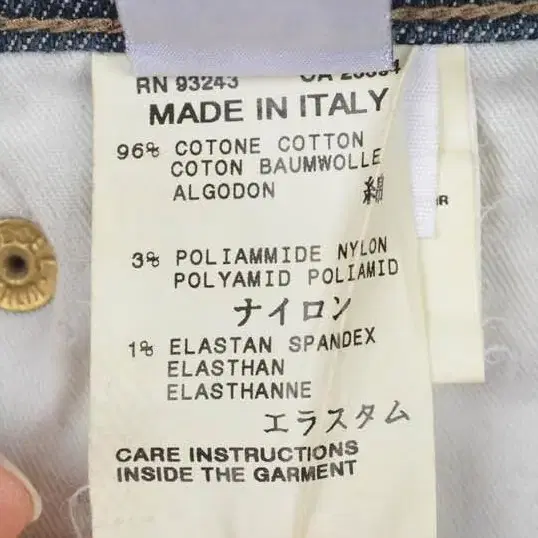 RN 93243
MADE IN ITALY
96% COTONE COTTON
COTON BAUMWOLLE
ALGODON 綿
3% POLIAMMIDE NYLON
POLYAMID POLIAMID
ナイロン
1% ELASTAN SPANDEX
ELASTHAN
ELASTHANNE
エラスタム
CARE INSTRUCTIONS
INSIDE THE GARMENT